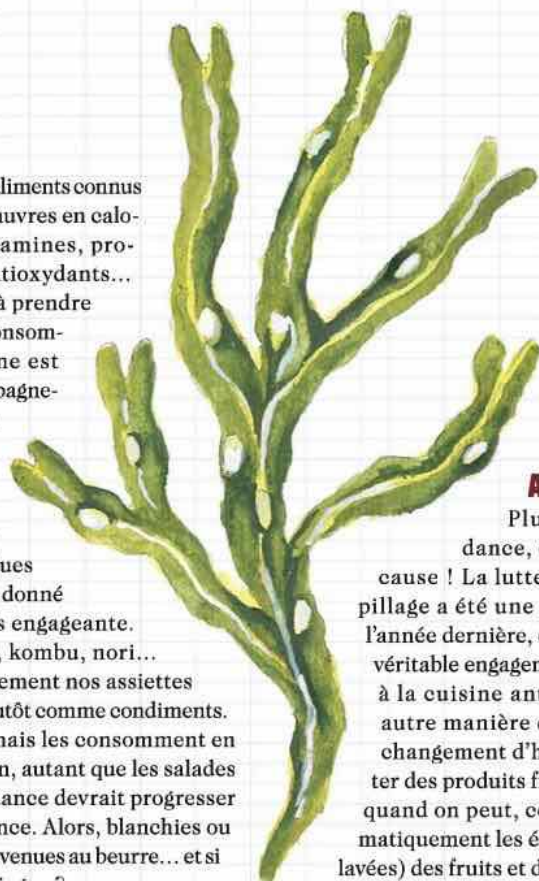 liments connus
auvres en calo-
amines, pro-
tioxydants...
à prendre
onsom-
ne est
pagne-
ues
donné
s engageante.
, kombu, nori...
ement nos assiettes
utôt comme condiments.
nais les consomment en
n, autant que les salades
lance devrait progresser
nce. Alors, blanchies ou
venues au beurre... et si
A
Plu
dance,
cause ! La lutte
pillage a été une
l'année dernière,
véritable engagem
à la cuisine ant
autre manière
changement d'h
ter des produits f
quand on peut, c
matiquement les é
lavées) des fruits et d